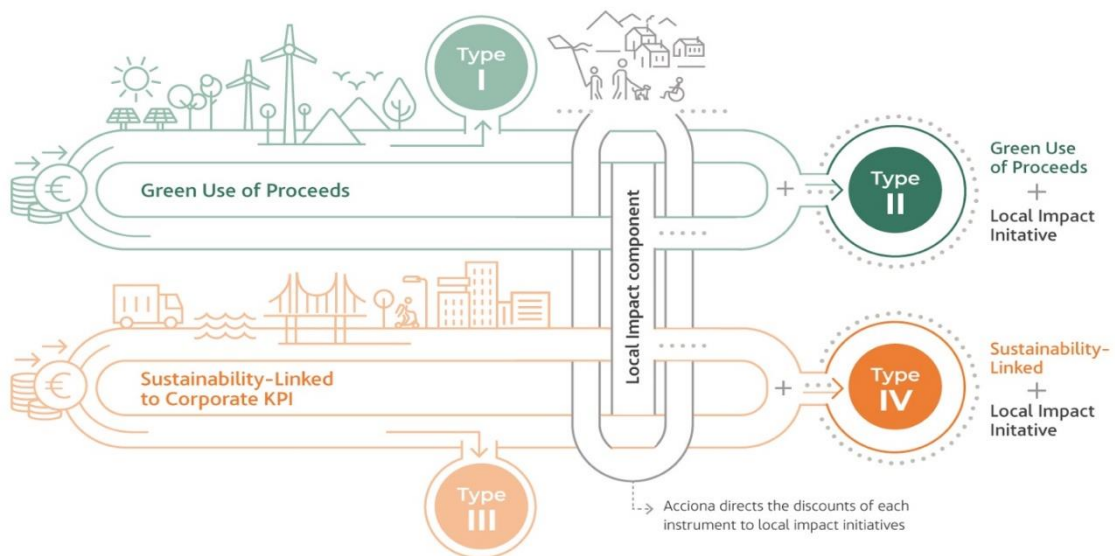 Type
I
€
Green Use of Proceeds
+
Type
II
Green Use
of Proceeds
+
Local Impact
Initative
Local Impact component
€
Sustainability-Linked
to Corporate KPI
+
Type
IV
Sustainability-
Linked
+
Local Impact
Initative
Type
III
Acciona directs the discounts of each
instrument to local impact initiatives